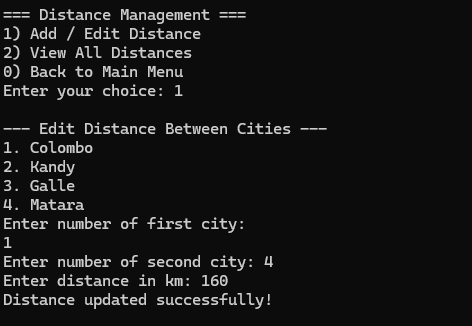 === Distance Management ===
1) Add / Edit Distance
2) View All Distances
0) Back to Main Menu
Enter your choice: 1
--- Edit Distance Between Cities ---
1. Colombo
2. Kandy
3. Galle
4. Matara
Enter number of first city:
1
Enter number of second city: 4
Enter distance in km: 160
Distance updated successfully!